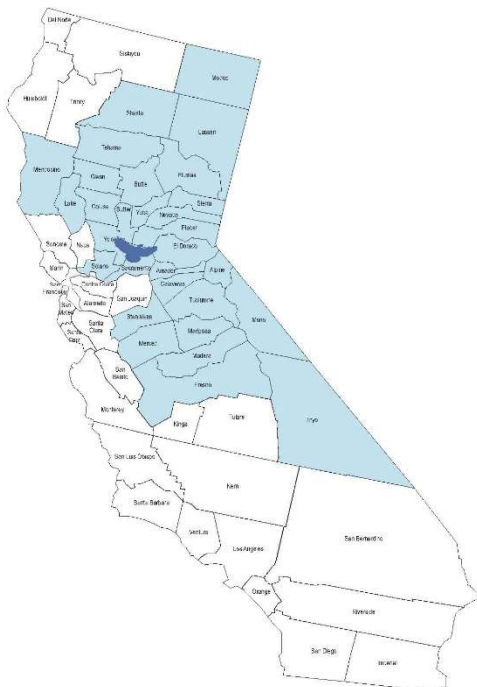 Del Norte
Siskiyou
Modoc
Humboldt
Trinity
Shasta
Lassen
Tehama
Mendocino
Glenn
Butte
Plumas
Sierra
Lake
Colusa
Sutter
Yuba
Nevada
Placer
Sonoma
Napa
Yolo
El Dorado
Marin
Solano
Sacramento
Amador
Alpine
Contra Costa
Calaveras
San
Francisco
San Joaquin
Tuolumne
Alameda
San
Mateo
Santa
Clara
Stanislaus
Mono
Santa
Cruz
Merced
Mariposa
Madera
San
Benito
Fresno
Monterey
Kings
Tulare
Inyo
San Luis Obispo
Kern
Santa Barbara
Ventura
Los Angeles
San Bernardino
Orange
Riverside
San Diego
Imperial